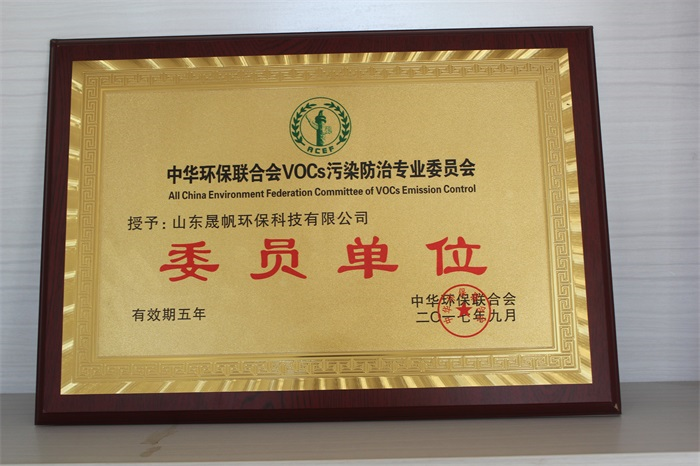 ACEF
中华环保联合会VOCs污染防治专业委员会
All China Environment Federation Committee of VOCs Emission Control
授予：山东晟帆环保科技有限公司
委员单位
有效期五年
中华环保联合会
二〇一七年九月